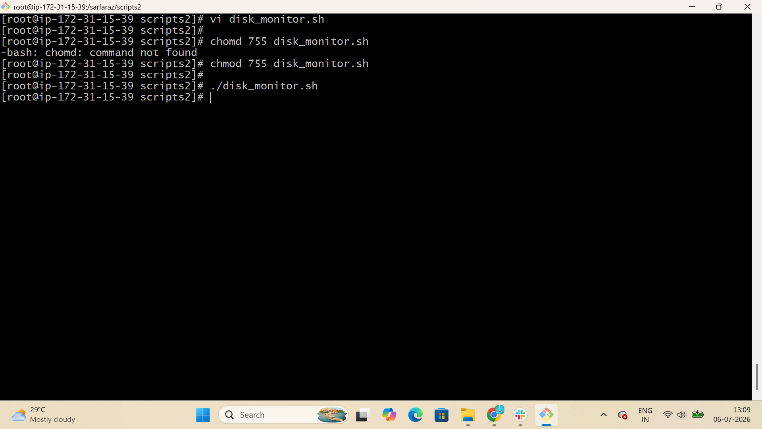 root@ip-172-31-15-39:/sarfaraz/scripts2
[root@ip-172-31-15-39 scripts2]# vi disk_monitor.sh
[root@ip-172-31-15-39 scripts2]#
[root@ip-172-31-15-39 scripts2]# chomd 755 disk_monitor.sh
-bash: chomd: command not found
[root@ip-172-31-15-39 scripts2]# chmod 755 disk_monitor.sh
[root@ip-172-31-15-39 scripts2]#
[root@ip-172-31-15-39 scripts2]# ./disk_monitor.sh
[root@ip-172-31-15-39 scripts2]#
29°C
Mostly cloudy
Search
ENG
IN
13:09
06-07-2026